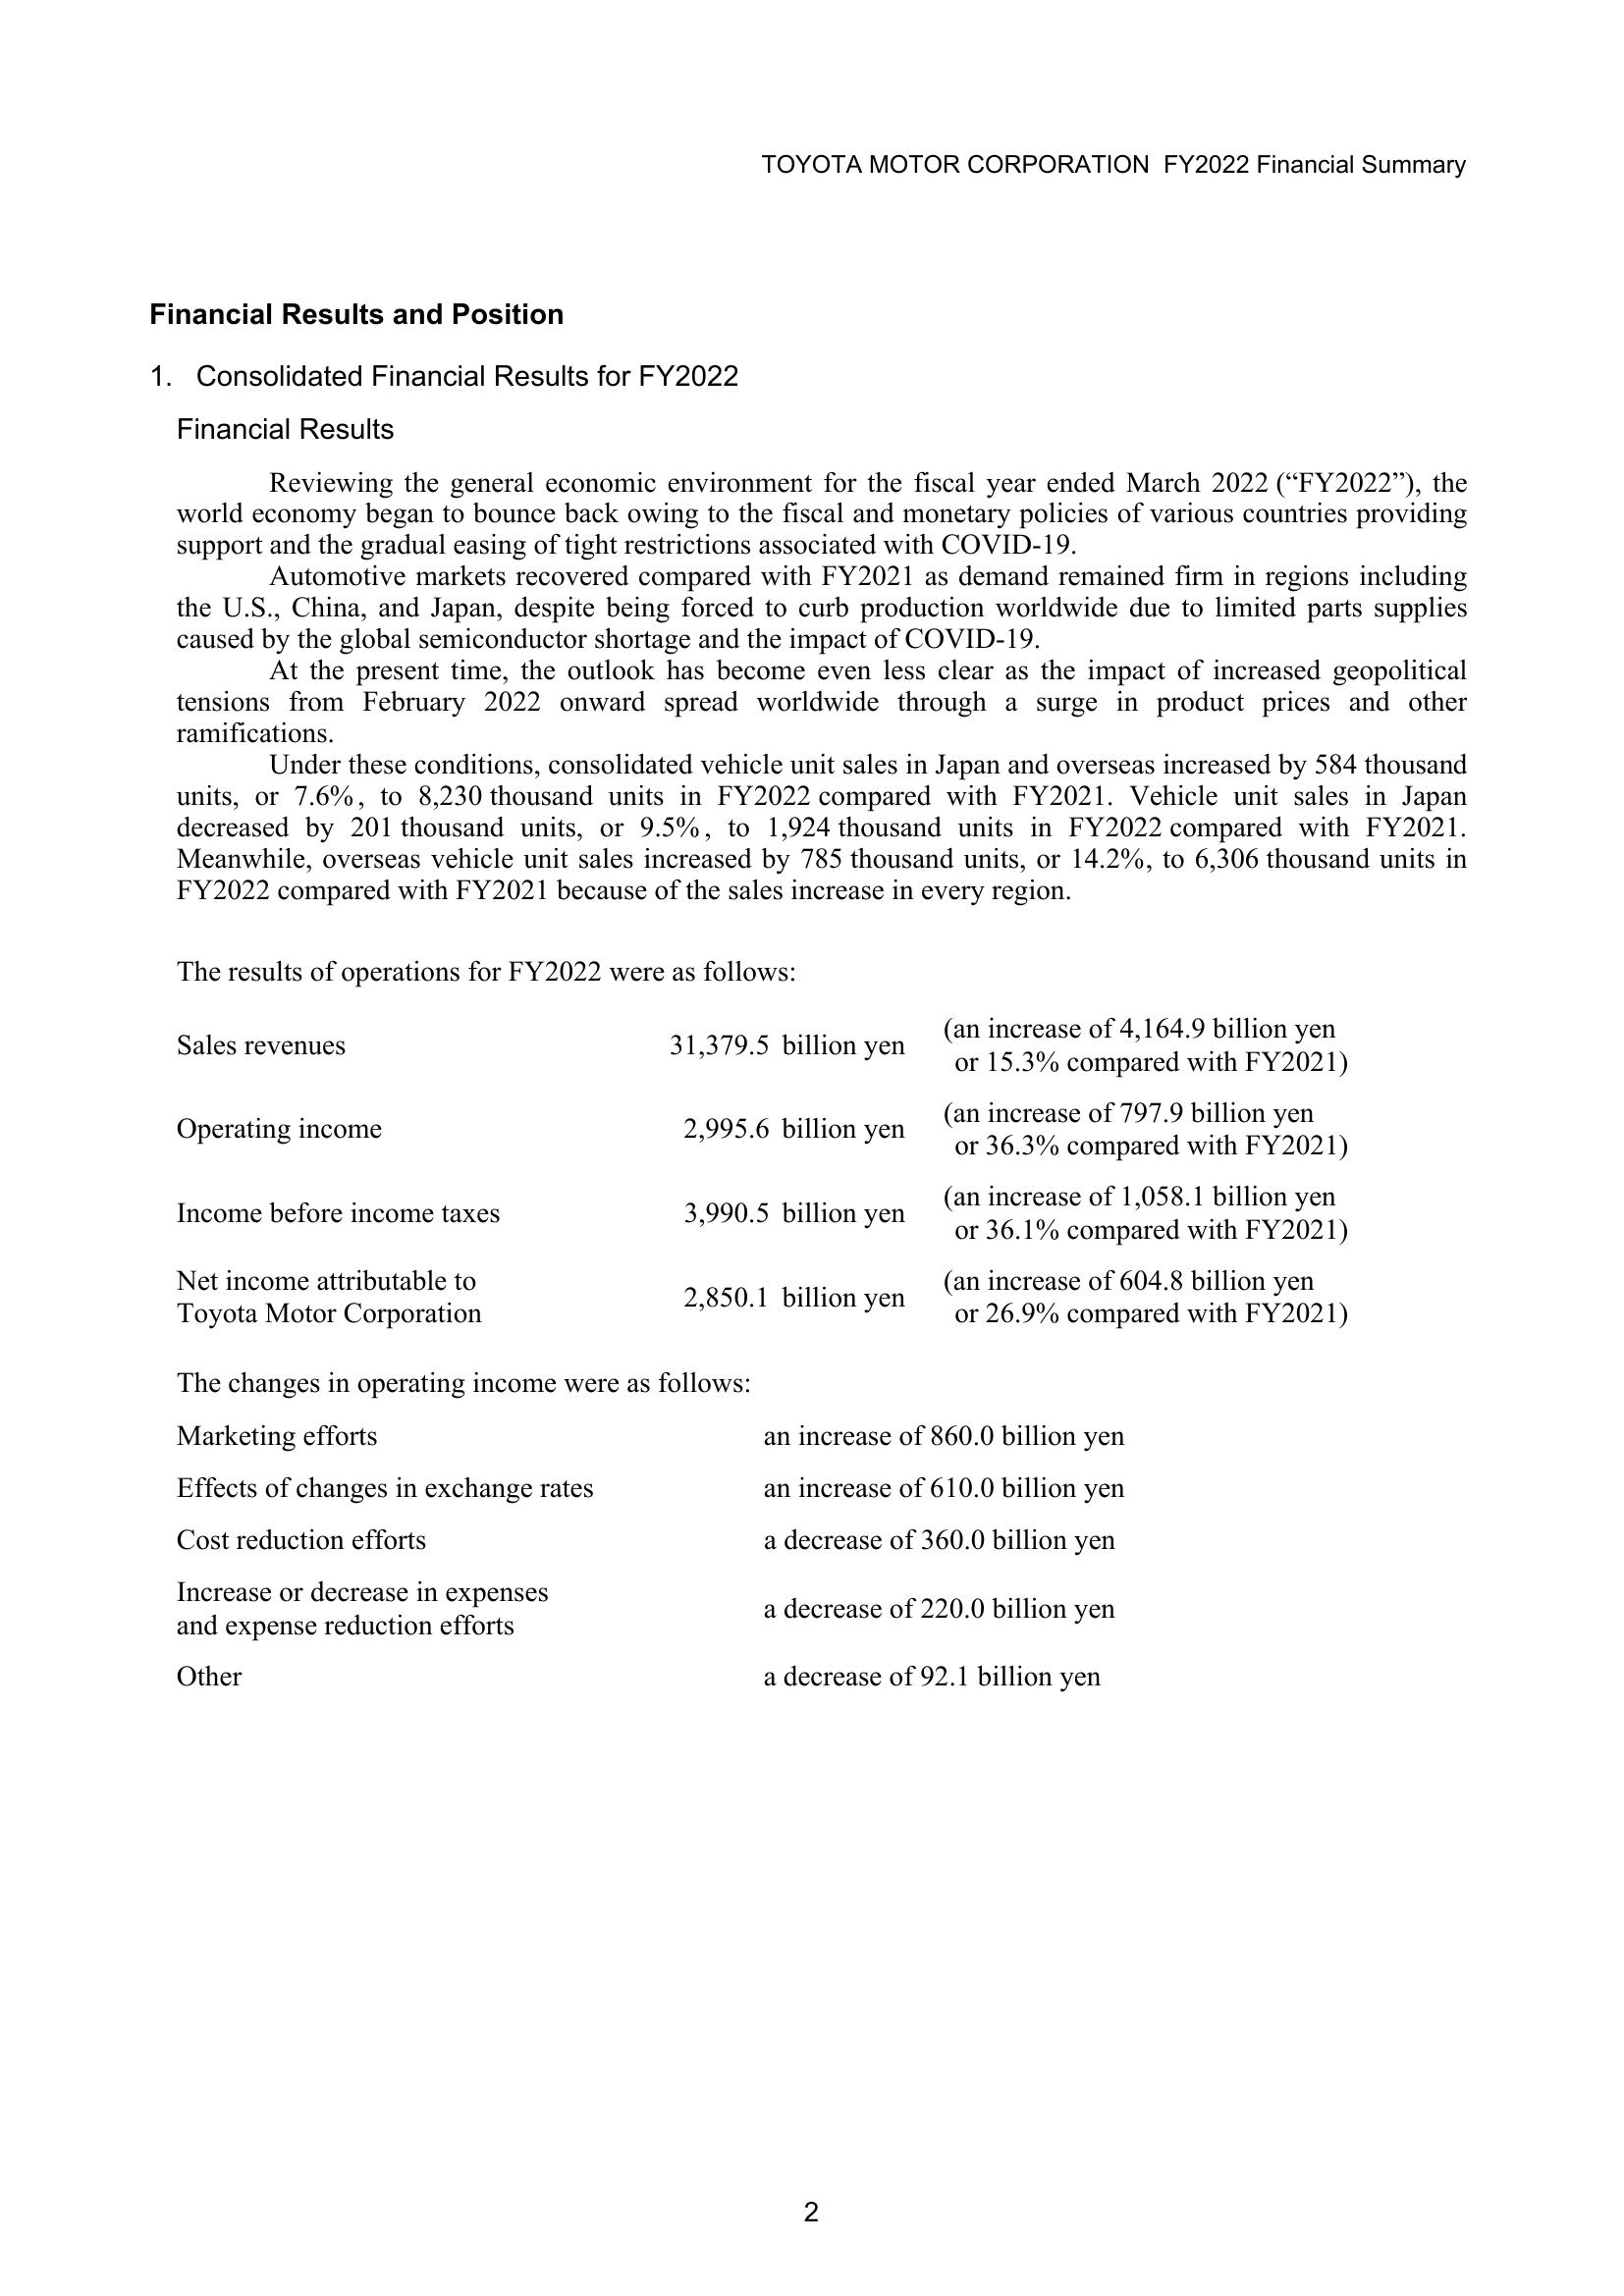 TOYOTA MOTOR CORPORATION FY2022 Financial Summary
Financial Results and Position
1. Consolidated Financial Results for FY2022
Financial Results
Reviewing the general economic environment for the fiscal year ended March 2022 (“FY2022”), the
world economy began to bounce back owing to the fiscal and monetary policies of various countries providing
support and the gradual easing of tight restrictions associated with COVID-19.
Automotive markets recovered compared with FY2021 as demand remained firm in regions including
the U.S., China, and Japan, despite being forced to curb production worldwide due to limited parts supplies
caused by the global semiconductor shortage and the impact of COVID-19.
At the present time, the outlook has become even less clear as the impact of increased geopolitical
tensions from February 2022 onward spread worldwide through a surge in product prices and other
ramifications.
Under these conditions, consolidated vehicle unit sales in Japan and overseas increased by 584 thousand
units, or 7.6%, to 8,230 thousand units in FY2022 compared with FY2021. Vehicle unit sales in Japan
decreased by 201 thousand units, or 9.5%, to 1,924 thousand units in FY2022 compared with FY2021.
Meanwhile, overseas vehicle unit sales increased by 785 thousand units, or 14.2%, to 6,306 thousand units in
FY2022 compared with FY2021 because of the sales increase in every region.
The results of operations for FY2022 were as follows:
Sales revenues 31,379.5 billion yen (an increase of 4,164.9 billion yen
or 15.3% compared with FY2021)
Operating income 2,995.6 billion yen (an increase of 797.9 billion yen
or 36.3% compared with FY2021)
Income before income taxes 3,990.5 billion yen (an increase of 1,058.1 billion yen
or 36.1% compared with FY2021)
Net income attributable to
Toyota Motor Corporation 2,850.1 billion yen (an increase of 604.8 billion yen
or 26.9% compared with FY2021)
The changes in operating income were as follows:
Marketing efforts an increase of 860.0 billion yen
Effects of changes in exchange rates an increase of 610.0 billion yen
Cost reduction efforts a decrease of 360.0 billion yen
Increase or decrease in expenses
and expense reduction efforts a decrease of 220.0 billion yen
Other a decrease of 92.1 billion yen
2